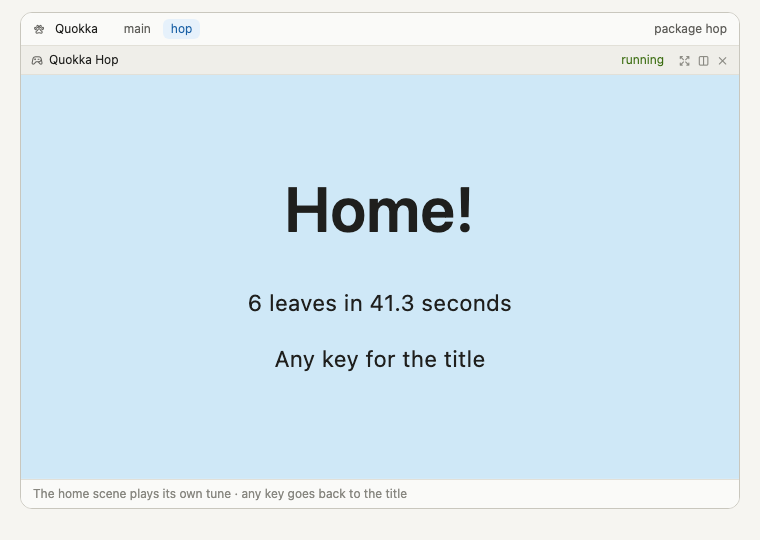 Quokka main hop package hop
Quokka Hop running
Home!
6 leaves in 41.3 seconds
Any key for the title
The home scene plays its own tune · any key goes back to the title